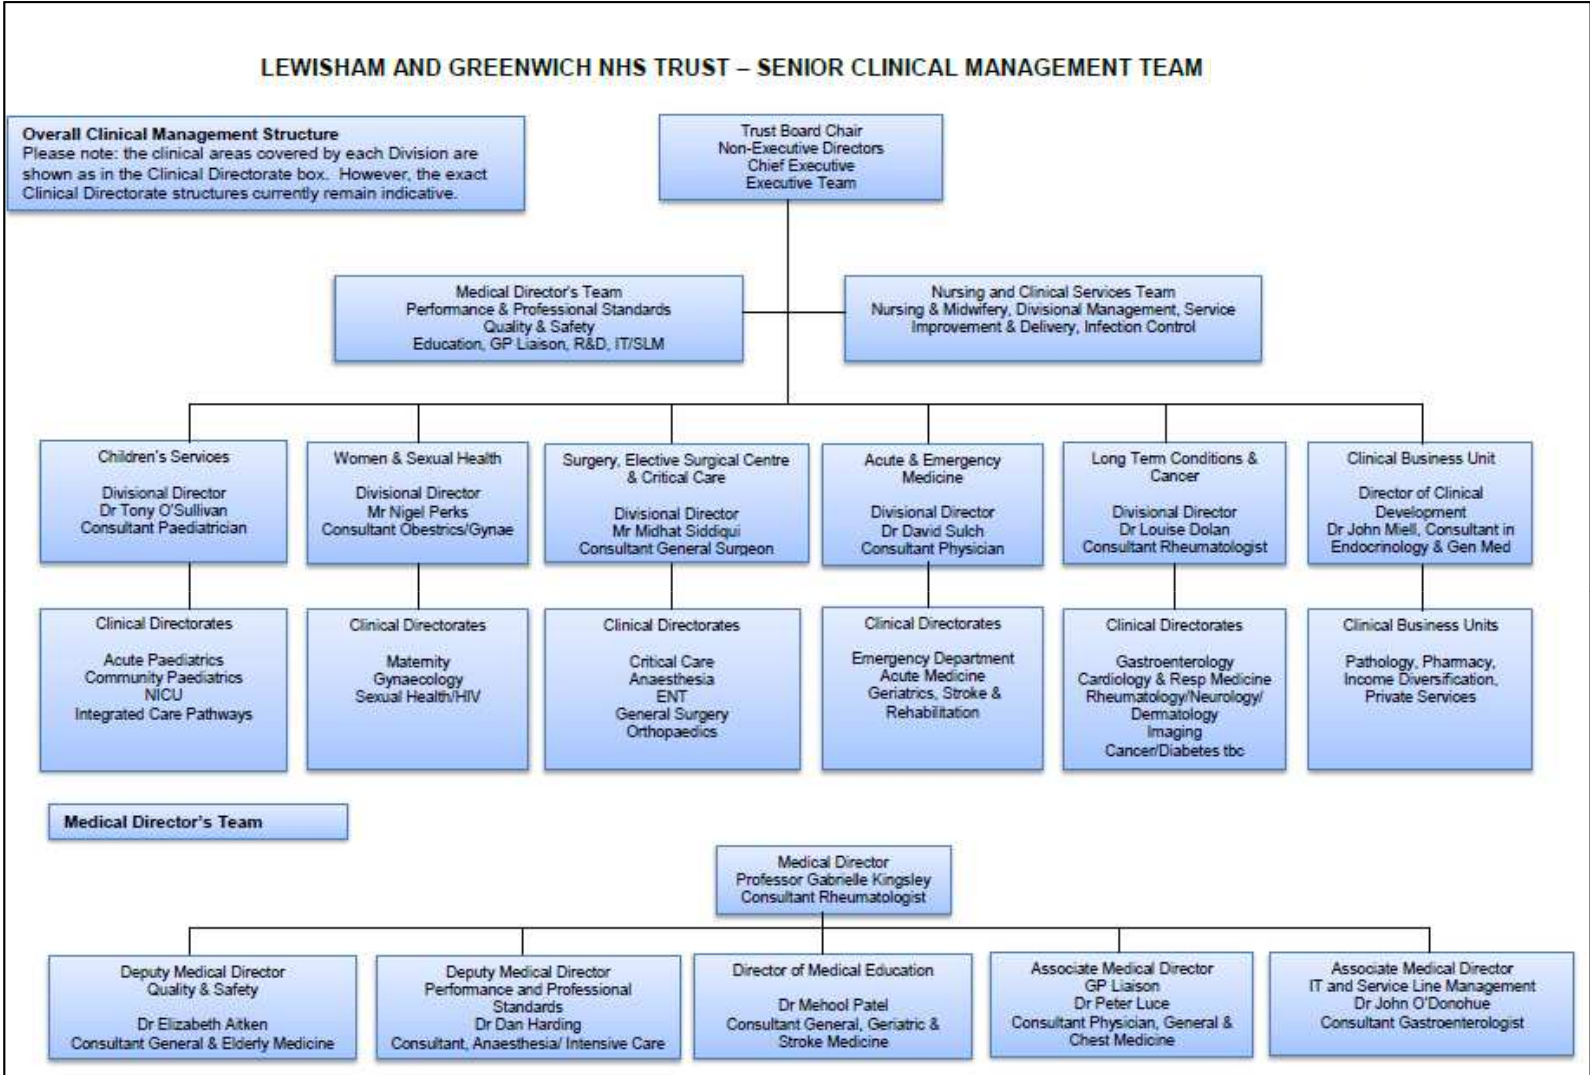 LEWISHAM AND GREENWICH NHS TRUST – SENIOR CLINICAL MANAGEMENT TEAM
Overall Clinical Management Structure
Please note: the clinical areas covered by each Division are
shown as in the Clinical Directorate box. However, the exact
Clinical Directorate structures currently remain indicative.
Trust Board Chair
Non-Executive Directors
Chief Executive
Executive Team
Medical Director's Team
Performance & Professional Standards
Quality & Safety
Education, GP Liaison, R&D, IT/SLM
Nursing and Clinical Services Team
Nursing & Midwifery, Divisional Management, Service
Improvement & Delivery, Infection Control
Children's Services
Divisional Director
Dr Tony O'Sullivan
Consultant Paediatrician
Women & Sexual Health
Divisional Director
Mr Nigel Perks
Consultant Obestrics/Gynae
Surgery, Elective Surgical Centre
& Critical Care
Divisional Director
Mr Midhat Siddiqui
Consultant General Surgeon
Acute & Emergency
Medicine
Divisional Director
Dr David Sulch
Consultant Physician
Long Term Conditions &
Cancer
Divisional Director
Dr Louise Dolan
Consultant Rheumatologist
Clinical Business Unit
Director of Clinical
Development
Dr John Miell, Consultant in
Endocrinology & Gen Med
Clinical Directorates
Acute Paediatrics
Community Paediatrics
NICU
Integrated Care Pathways
Clinical Directorates
Maternity
Gynaecology
Sexual Health/HIV
Clinical Directorates
Critical Care
Anaesthesia
ENT
General Surgery
Orthopaedics
Clinical Directorates
Emergency Department
Acute Medicine
Geriatrics, Stroke &
Rehabilitation
Clinical Directorates
Gastroenterology
Cardiology & Resp Medicine
Rheumatology/Neurology/
Dermatology
Imaging
Cancer/Diabetes tbc
Clinical Business Units
Pathology, Pharmacy,
Income Diversification,
Private Services
Medical Director's Team
Medical Director
Professor Gabrielle Kingsley
Consultant Rheumatologist
Deputy Medical Director
Quality & Safety
Dr Elizabeth Aitken
Consultant General & Elderly Medicine
Deputy Medical Director
Performance and Professional
Standards
Dr Dan Harding
Consultant, Anaesthesia/ Intensive Care
Director of Medical Education
Dr Mehool Patel
Consultant General, Geriatric &
Stroke Medicine
Associate Medical Director
GP Liaison
Dr Peter Luce
Consultant Physician, General &
Chest Medicine
Associate Medical Director
IT and Service Line Management
Dr John O'Donohue
Consultant Gastroenterologist